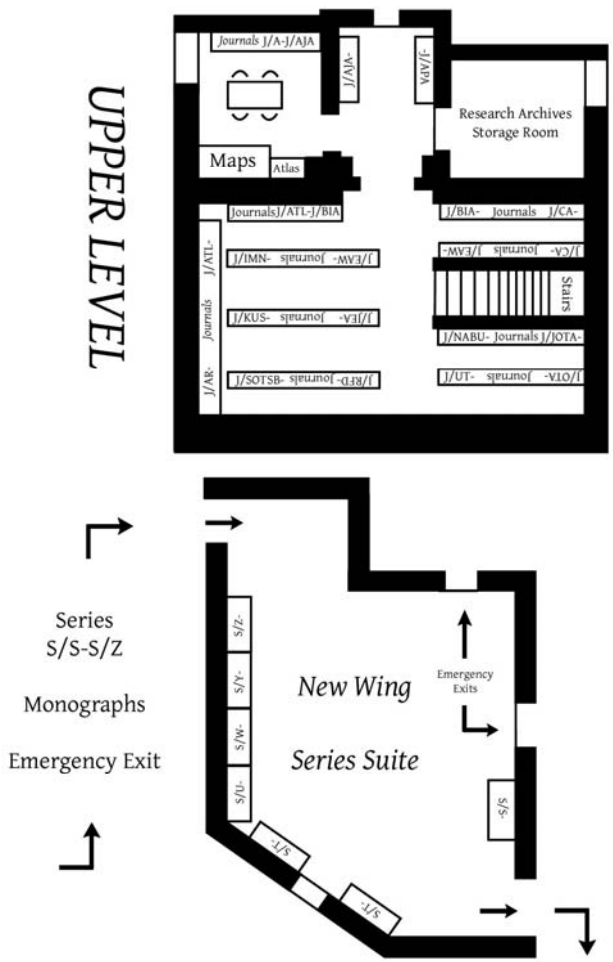 UPPER LEVEL
Journals J/A-J/AJA
J/AJA-
-J/APA
Research Archives
Storage Room
Maps
Atlas
Journals J/ATL-J/BIA
J/BIA- Journals J/CA-
J/ATL-
Journals
J/AR-
J/IMN- Journals J/EAW-
J/CA- Journals J/EAW-
Stairs
J/KUS- Journals J/JEA-
J/NABU- Journals J/JOTA-
J/SOTSB- Journals J/RFD-
J/UT- Journals J/OTA-
Series
S/S-S/Z
Monographs
Emergency Exit
S/Z-
S/Y-
S/W-
S/U-
S/T-
S/T-
S/S-
New Wing
Series Suite
Emergency
Exits